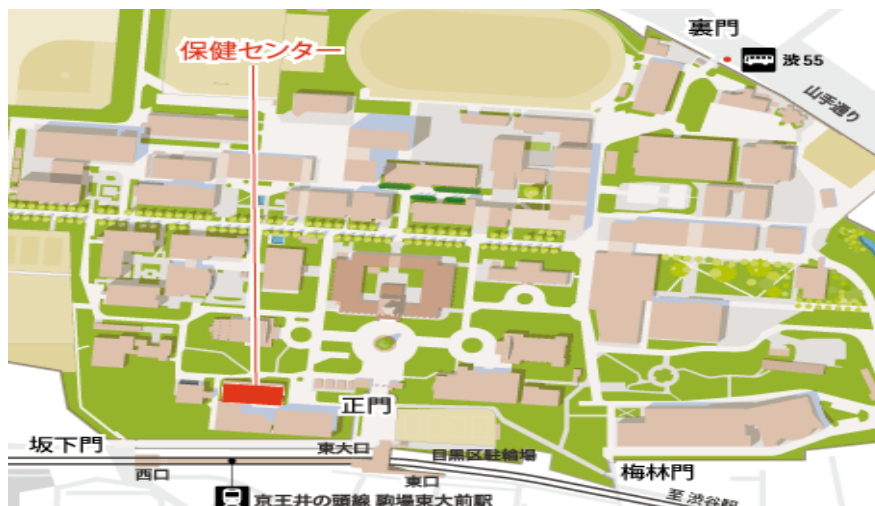 裏門
保健センター
渋55
山手通り
正門
坂下門
東大口
目黒区駐輪場
梅林門
西口
東口
京王井の頭線 駒場東大前駅
至 渋谷駅